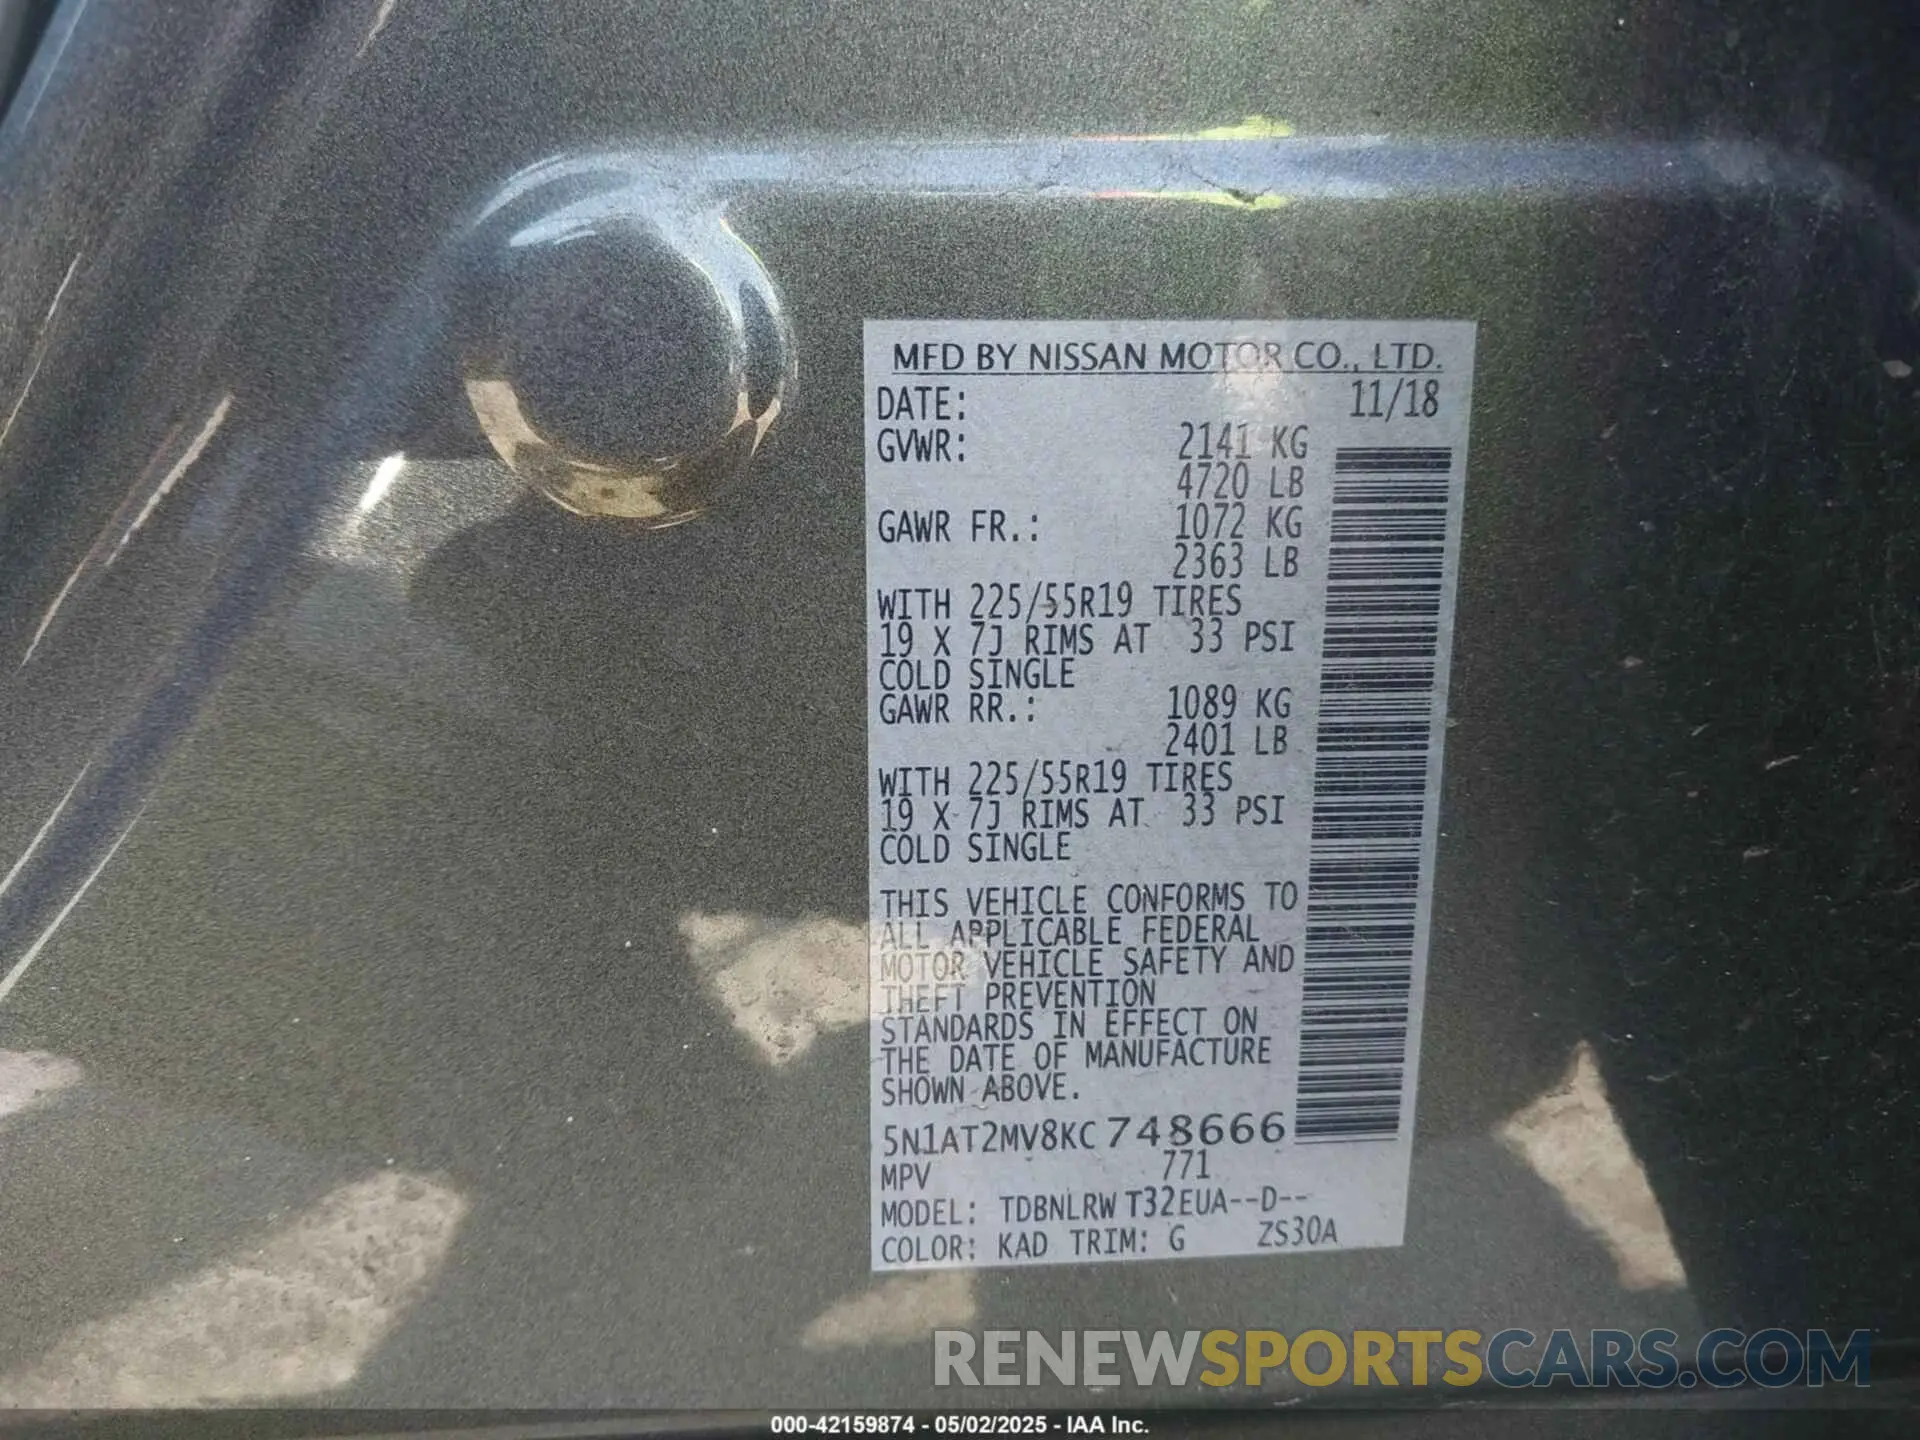 MFD BY NISSAN MOTOR CO., LTD.
DATE: 11/18
GVWR: 2141 KG
4720 LB
GAWR FR.: 1072 KG
2363 LB
WITH 225/55R19 TIRES
19 X 7J RIMS AT 33 PSI
COLD SINGLE
GAWR RR.: 1089 KG
2401 LB
WITH 225/55R19 TIRES
19 X 7J RIMS AT 33 PSI
COLD SINGLE
THIS VEHICLE CONFORMS TO
ALL APPLICABLE FEDERAL
MOTOR VEHICLE SAFETY AND
THEFT PREVENTION
STANDARDS IN EFFECT ON
THE DATE OF MANUFACTURE
SHOWN ABOVE.
5N1AT2MV8KC748666
MPV 771
MODEL: TDBNLRW T32EUA--D--
COLOR: KAD TRIM: G ZS30A
RENEWSPORTSCARS.COM
000-42159874 - 05/02/2025 - IAA Inc.